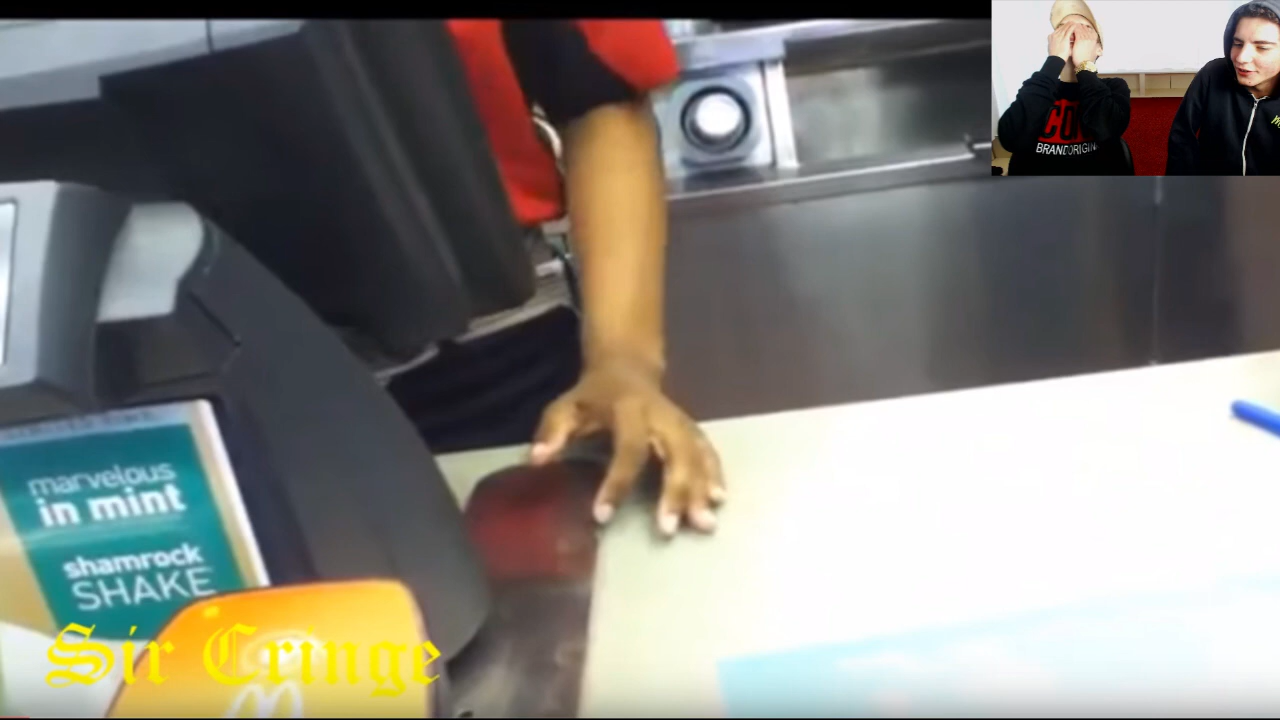 BRANDORIGIN
marvelous
in mint
shamrock
SHAKE
Sir Cringe
m